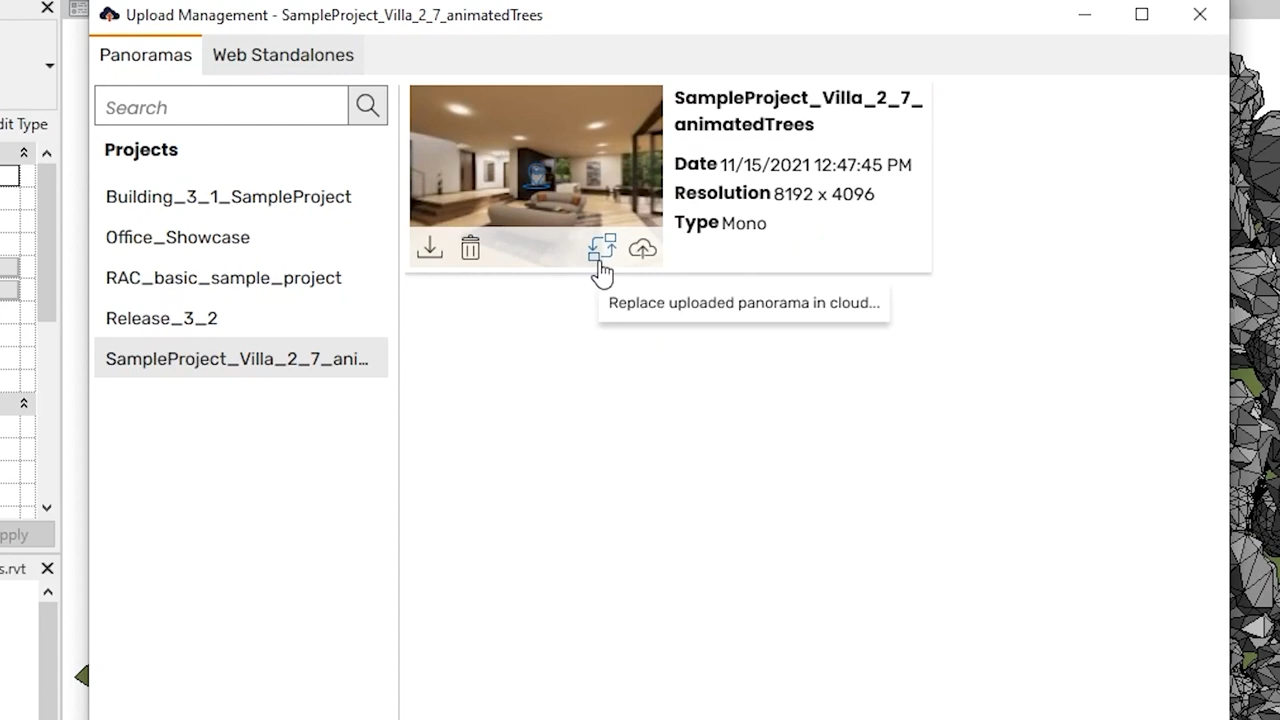 Upload Management - SampleProject_Villa_2_7_animatedTrees
Panoramas
Web Standalones
dit Type
Search
Projects
Building_3_1_SampleProject
Office_Showcase
RAC_basic_sample_project
Release_3_2
SampleProject_Villa_2_7_ani...
SampleProject_Villa_2_7_
animatedTrees
Date 11/15/2021 12:47:45 PM
Resolution 8192 x 4096
Type Mono
Replace uploaded panorama in cloud...
pply
s.rvt